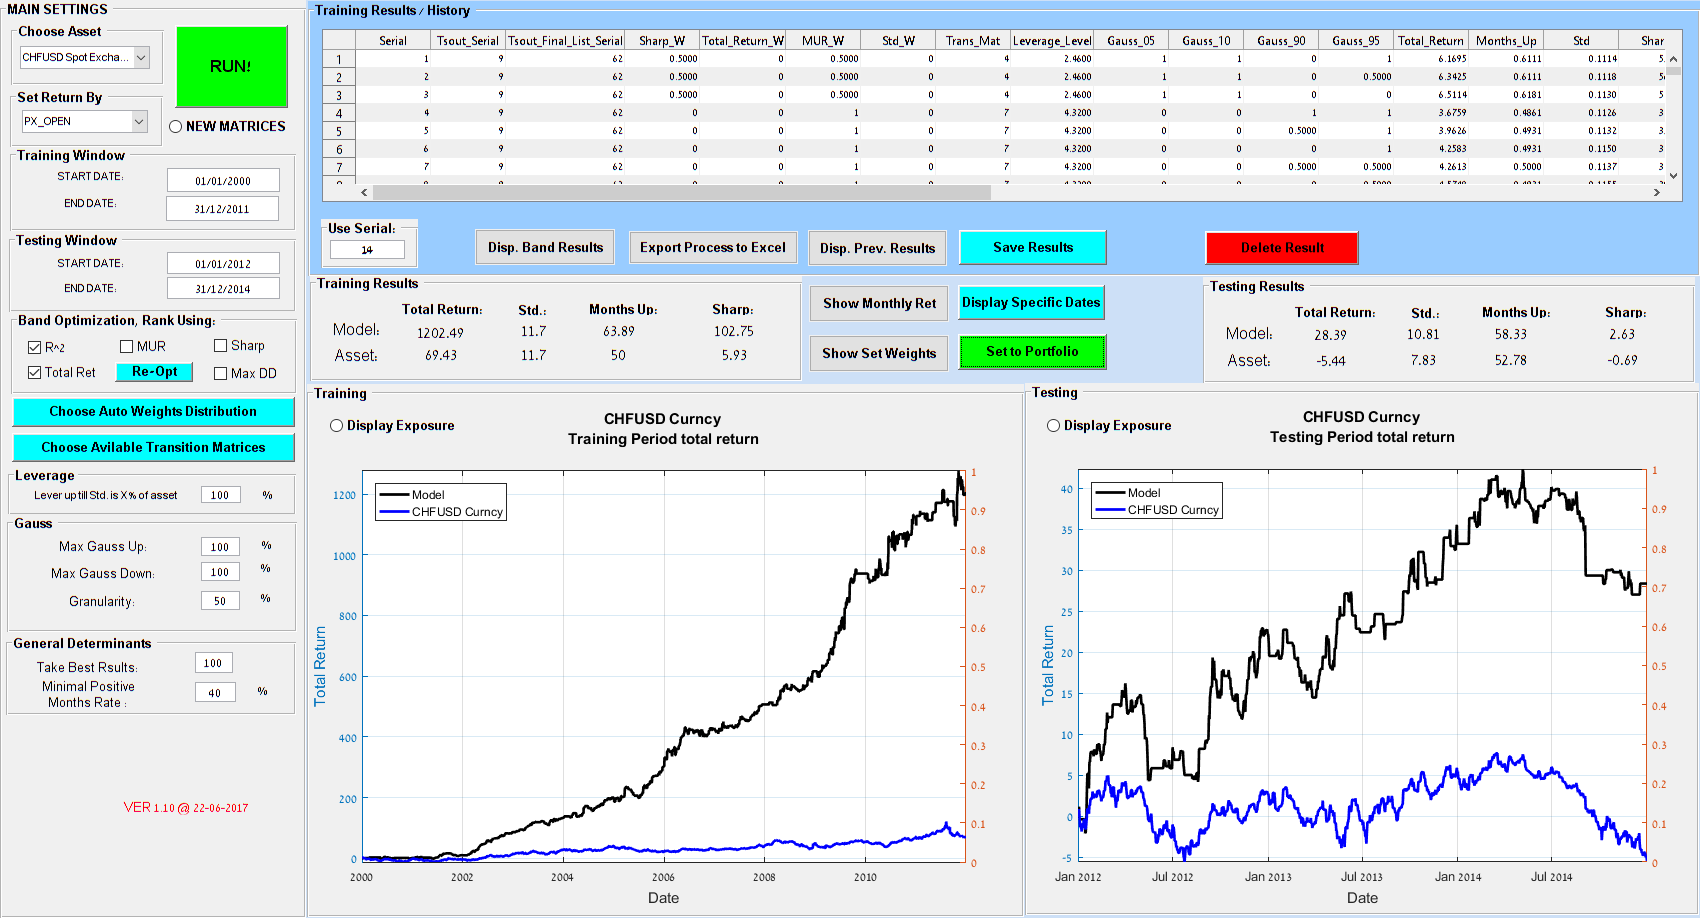 MAIN SETTINGS
Choose Asset
CHFUSD Spot Excha...
RUN!
Set Return By
PX_OPEN
NEW MATRICES
Training Window
START DATE: 01/01/2000
END DATE: 31/12/2011
Testing Window
START DATE: 01/01/2012
END DATE: 31/12/2014
Band Optimization, Rank Using:
R^2 MUR Sharp
Total Ret Re-Opt Max DD
Choose Auto Weights Distribution
Choose Avilable Transition Matrices
Leverage
Lever up till Std. is X% of asset 100 %
Gauss
Max Gauss Up: 100 %
Max Gauss Down: 100 %
Granularity: 50 %
General Determinants
Take Best Rsults: 100
Minimal Positive
Months Rate : 40 %
VER 1.10 @ 22-06-2017
Training Results / History
Serial Tsout_Serial Tsout_Final_List_Serial Sharp_W Total_Return_W MUR_W Std_W Trans_Mat Leverage_Level Gauss_05 Gauss_10 Gauss_90 Gauss_95 Total_Return Months_Up Std Shar
1 1 9 62 0.5000 0 0.5000 0 4 2.4600 1 1 0 1 6.1695 0.6111 0.1114 5.
2 2 9 62 0.5000 0 0.5000 0 4 2.4600 1 1 0 0.5000 6.3425 0.6111 0.1118 5
3 3 9 62 0.5000 0 0.5000 0 4 2.4600 1 1 0 0 6.5114 0.6181 0.1130 5
4 4 9 62 0 0 1 0 7 4.3200 0 0 1 1 3.6759 0.4861 0.1126 3
5 5 9 62 0 0 1 0 7 4.3200 0 0 0.5000 1 3.9626 0.4931 0.1132 3.
6 6 9 62 0 0 1 0 7 4.3200 0 0 0 1 4.2583 0.4931 0.1150 3
7 7 9 62 0 0 1 0 7 4.3200 0 0 0.5000 0.5000 4.2613 0.5000 0.1137 3
Use Serial:
14
Disp. Band Results
Export Process to Excel
Disp. Prev. Results
Save Results
Delete Result
Training Results
Total Return: Std.: Months Up: Sharp:
Model: 1202.49 11.7 63.89 102.75
Asset: 69.43 11.7 50 5.93
Show Monthly Ret
Display Specific Dates
Show Set Weights
Set to Portfolio
Testing Results
Total Return: Std.: Months Up: Sharp:
Model: 28.39 10.81 58.33 2.63
Asset: -5.44 7.83 52.78 -0.69
Training
Display Exposure
CHFUSD Curncy
Training Period total return
Model
CHFUSD Curncy
Total Return
1200
1000
800
600
400
200
0
1
0.9
0.8
0.7
0.6
0.5
0.4
0.3
0.2
0.1
0
2000 2002 2004 2006 2008 2010
Date
Testing
Display Exposure
CHFUSD Curncy
Testing Period total return
Model
CHFUSD Curncy
Total Return
40
35
30
25
20
15
10
5
0
-5
1
0.9
0.8
0.7
0.6
0.5
0.4
0.3
0.2
0.1
0
Jan 2012 Jul 2012 Jan 2013 Jul 2013 Jan 2014 Jul 2014
Date